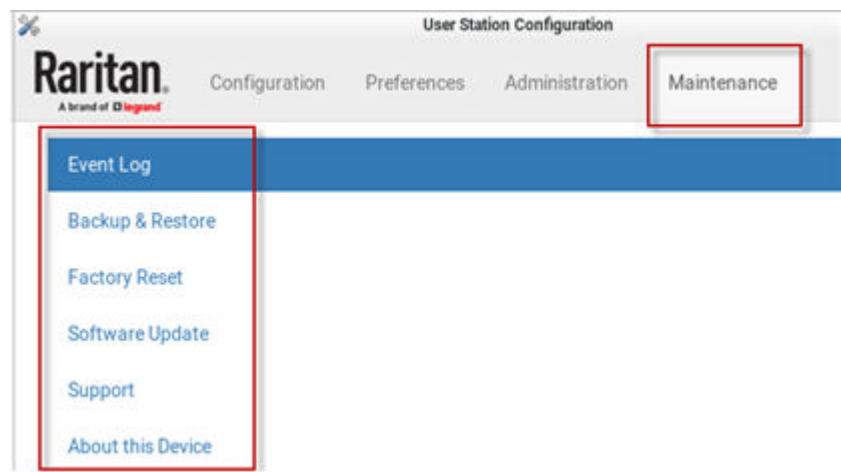 User Station Configuration
Raritan.
A brand of legrand
Configuration Preferences Administration Maintenance
Event Log
Backup & Restore
Factory Reset
Software Update
Support
About this Device